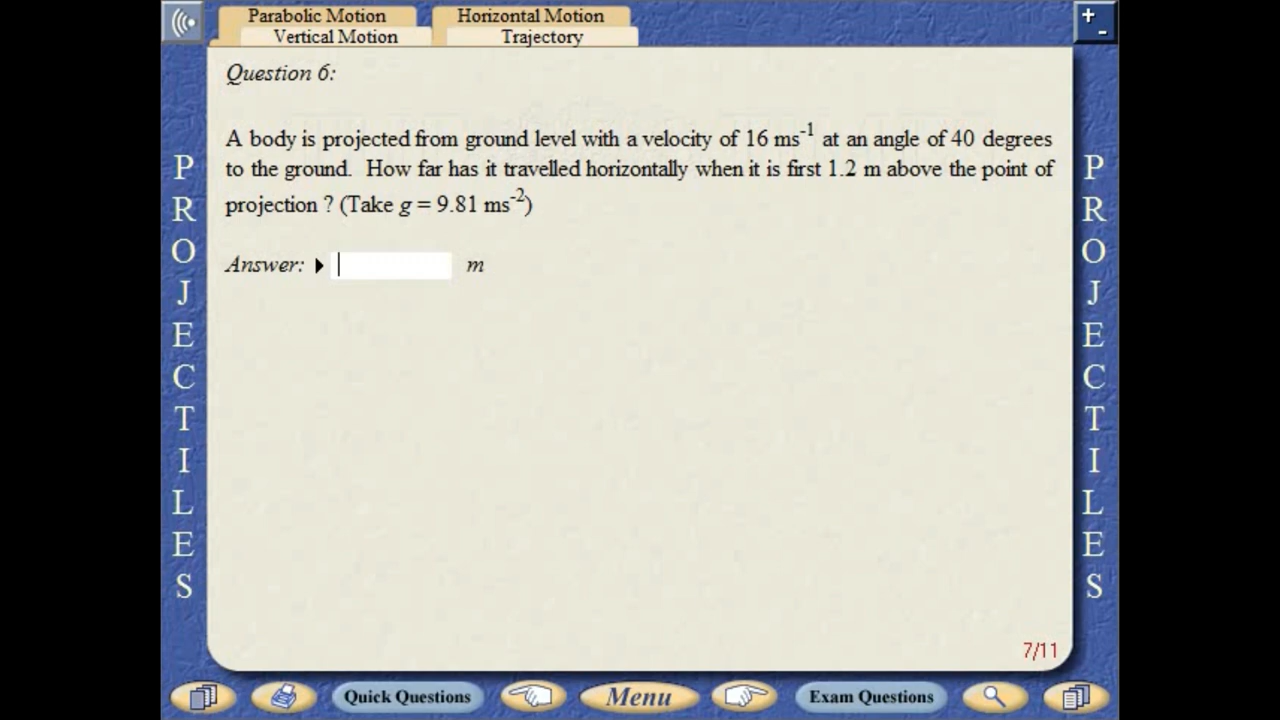 Parabolic Motion
Horizontal Motion
Vertical Motion
Trajectory
+
-
Question 6:
A body is projected from ground level with a velocity of 16 ms⁻¹ at an angle of 40 degrees
to the ground. How far has it travelled horizontally when it is first 1.2 m above the point of
projection ? (Take g = 9.81 ms⁻²)
Answer: m
PROJECTILES
PROJECTILES
7/11
Quick Questions
Menu
Exam Questions